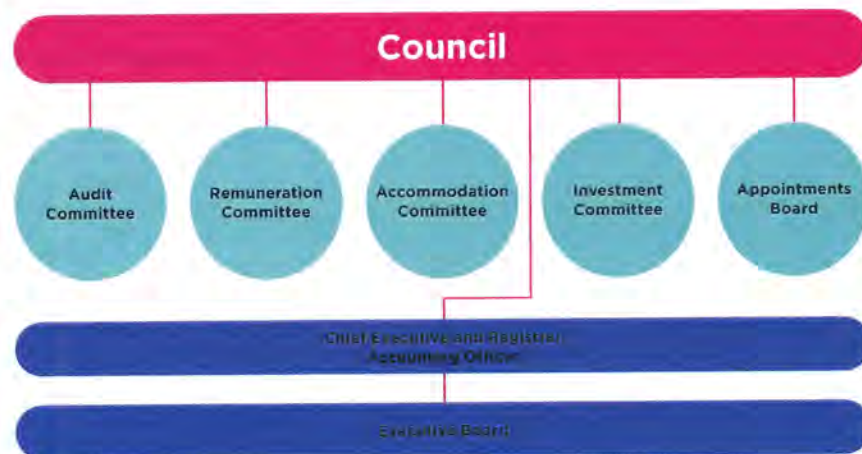 Council
Audit
Committee
Remuneration
Committee
Accommodation
Committee
Investment
Committee
Appointments
Board
Chief Executive and Registrar
Accounting Officer
Executive Board